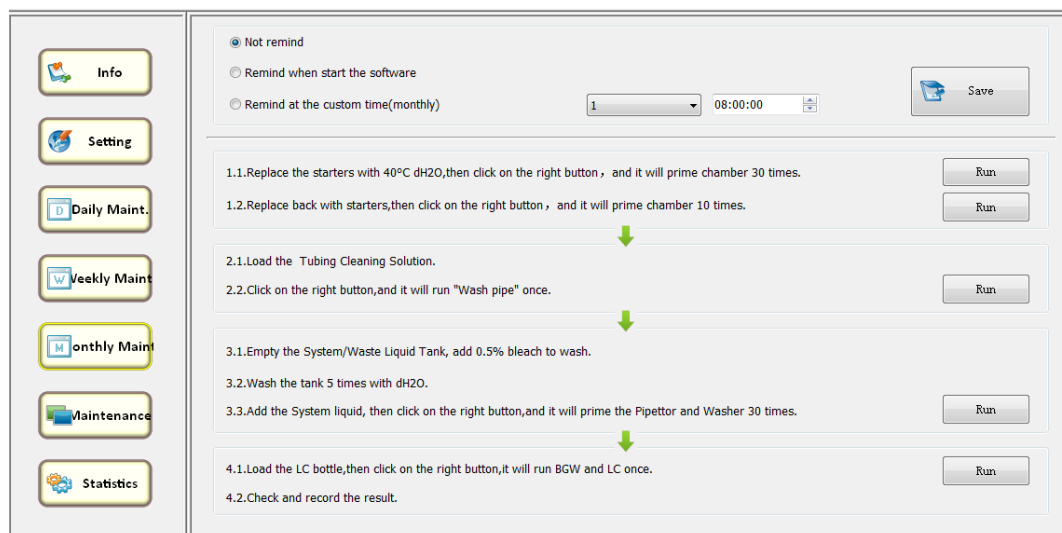 Info
Setting
D
Daily Maint.
W
Weekly Maint
M
Monthly Maint
Maintenance
Statistics
Not remind
Remind when start the software
Remind at the custom time(monthly)
1
08:00:00
Save
1.1.Replace the starters with 40ºC dH2O,then click on the right button，and it will prime chamber 30 times.
Run
1.2.Replace back with starters,then click on the right button，and it will prime chamber 10 times.
Run
2.1.Load the  Tubing Cleaning Solution.
2.2.Click on the right button,and it will run "Wash pipe" once.
Run
3.1.Empty the System/Waste Liquid Tank, add 0.5% bleach to wash.
3.2.Wash the tank 5 times with dH2O.
3.3.Add the System liquid, then click on the right button,and it will prime the Pipettor and Washer 30 times.
Run
4.1.Load the LC bottle,then click on the right button,it will run BGW and LC once.
Run
4.2.Check and record the result.